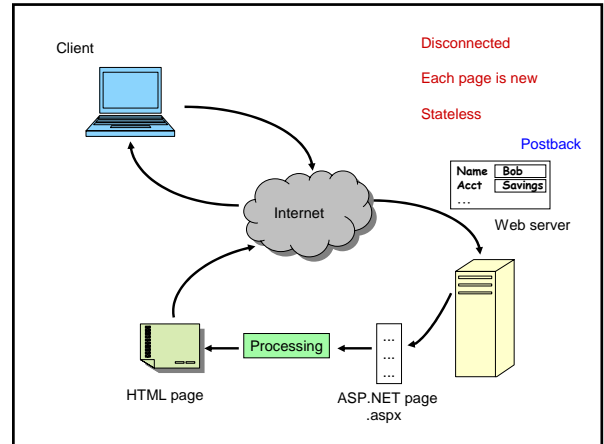 Client
Disconnected
Each page is new
Stateless
Postback
Name Bob
Acct Savings
...
Web server
Internet
Processing
...
...
...
HTML page
ASP.NET page
.aspx